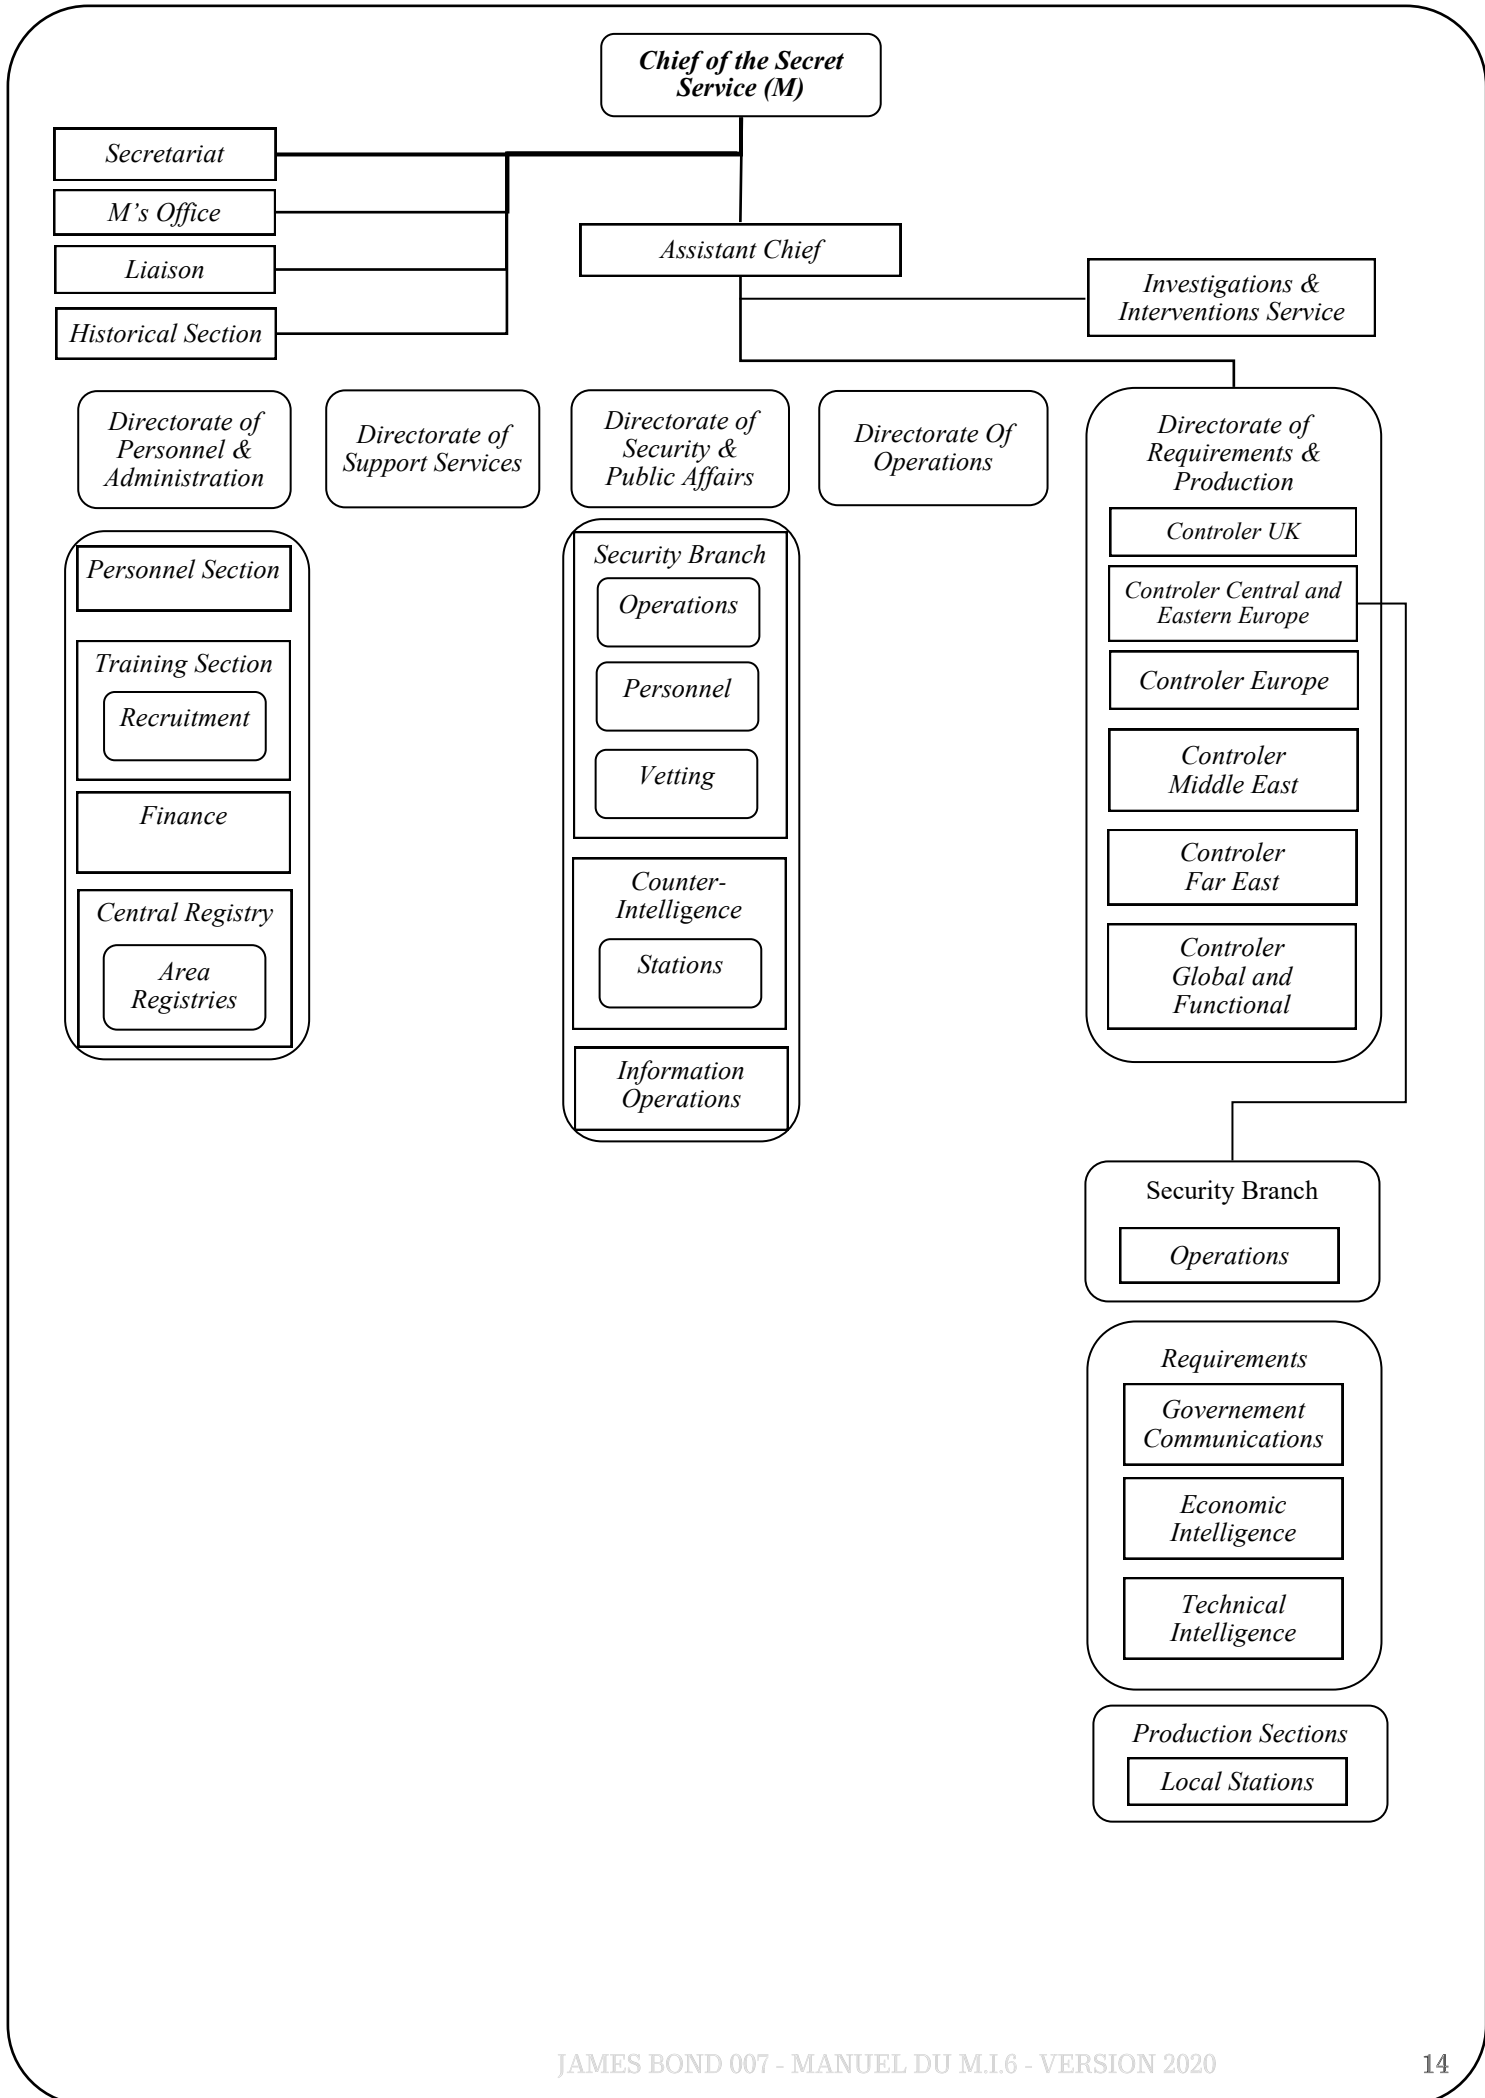 Chief of the Secret
Service (M)
Secretariat
M's Office
Liaison
Historical Section
Assistant Chief
Investigations &
Interventions Service
Directorate of
Personnel &
Administration
Directorate of
Support Services
Directorate of
Security &
Public Affairs
Directorate Of
Operations
Directorate of
Requirements &
Production
Personnel Section
Training Section
Recruitment
Finance
Central Registry
Area
Registries
Security Branch
Operations
Personnel
Vetting
Counter-
Intelligence
Stations
Information
Operations
Controler UK
Controler Central and
Eastern Europe
Controler Europe
Controler
Middle East
Controler
Far East
Controler
Global and
Functional
Security Branch
Operations
Requirements
Governement
Communications
Economic
Intelligence
Technical
Intelligence
Production Sections
Local Stations
JAMES BOND 007 - MANUEL DU M.I.6 - VERSION 2020
14